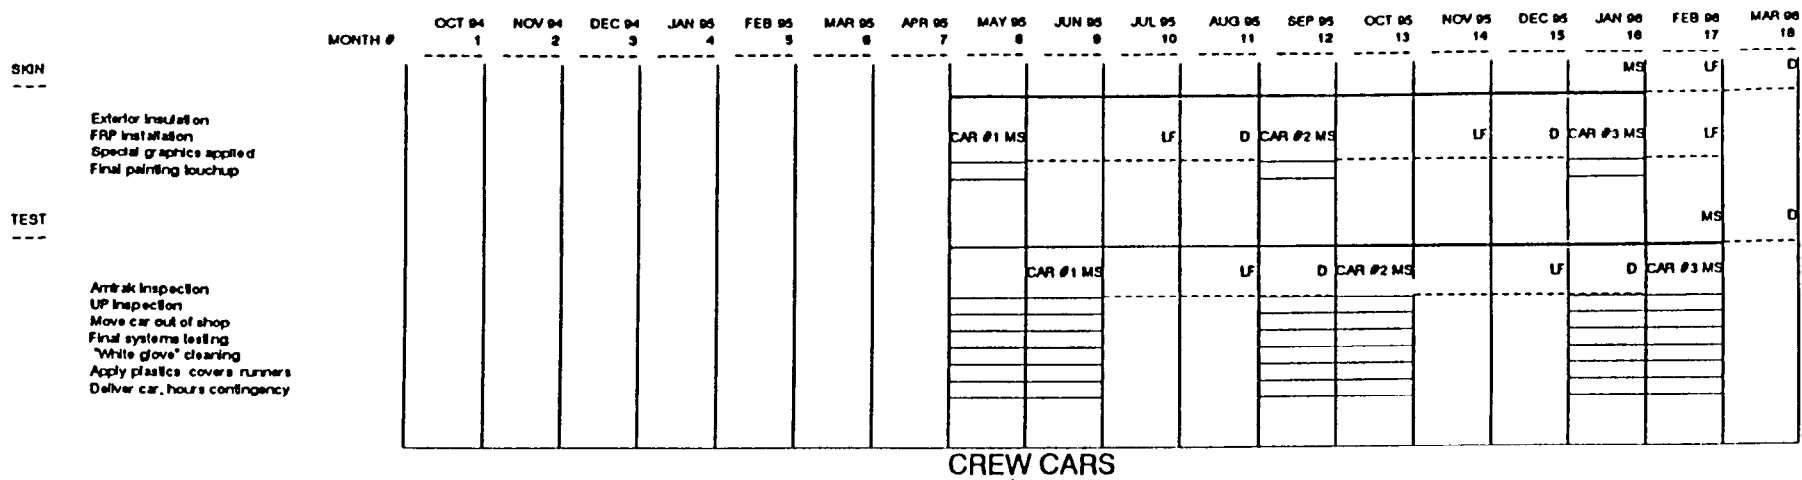 OCT 94 NOV 94 DEC 94 JAN 95 FEB 95 MAR 95 APR 95 MAY 95 JUN 95 JUL 95 AUG 95 SEP 95 OCT 95 NOV 95 DEC 95 JAN 96 FEB 96 MAR 96
MONTH # 1 2 3 4 5 6 7 8 9 10 11 12 13 14 15 16 17 18
SKIN MS LF D
Exterior insulation
FRP installation CAR #1 MS LF D CAR #2 MS LF D CAR #3 MS LF
Special graphics applied
Final painting touchup
TEST MS D
CAR #1 MS LF D CAR #2 MS LF D CAR #3 MS
Amtrak Inspection
UP Inspection
Move car out of shop
Final systems testing
"White glove" cleaning
Apply plastics covers runners
Deliver car, hours contingency
CREW CARS